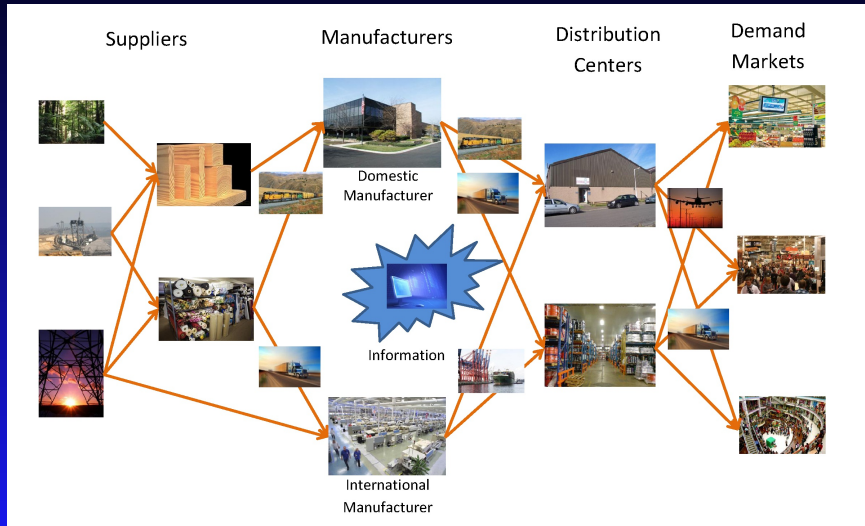 Suppliers
Manufacturers
Distribution
Centers
Demand
Markets
Domestic
Manufacturer
Information
International
Manufacturer